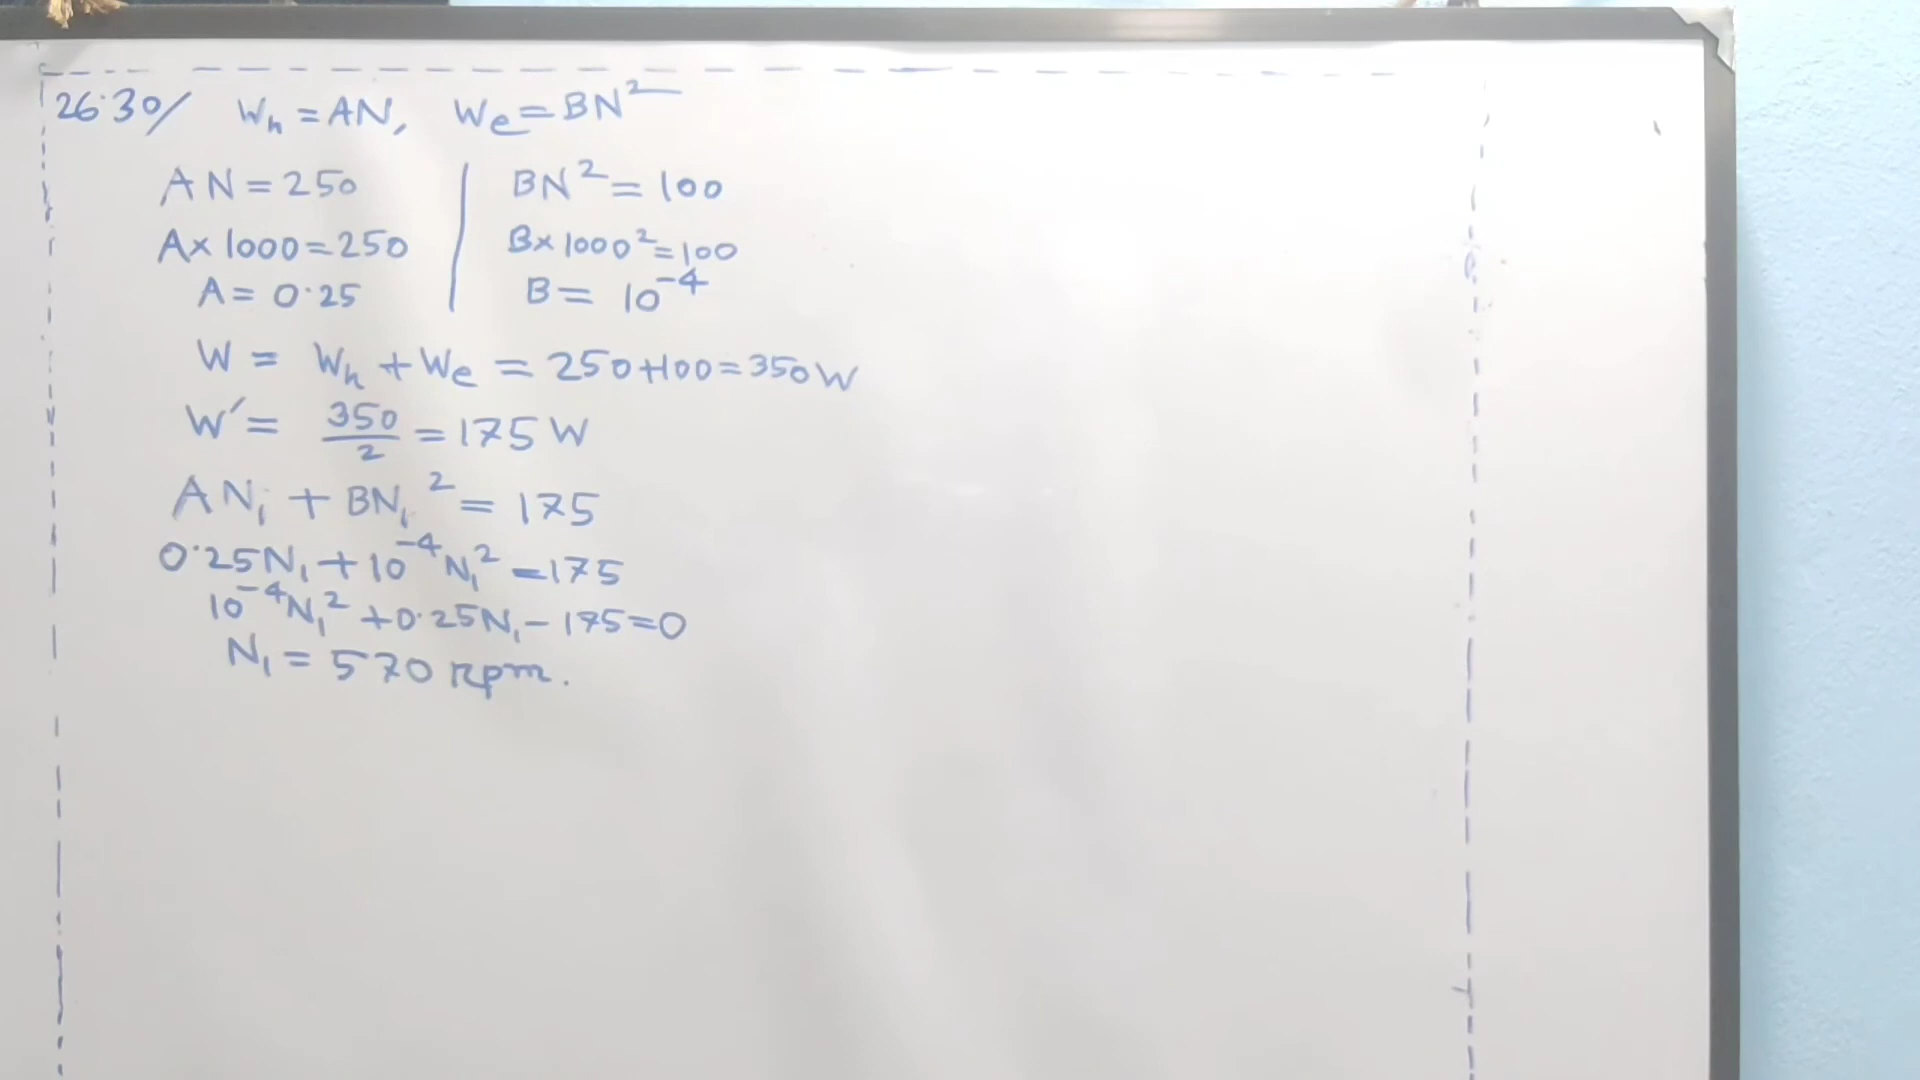 26.30/ Wh = AN, We = BN²
AN = 250
A x 1000 = 250
A = 0.25
BN² = 100
B x 1000² = 100
B = 10⁻⁴
W = Wh + We = 250 + 100 = 350 W
W′ = 350/2 = 175 W
AN₁ + BN₁² = 175
0.25N₁ + 10⁻⁴N₁² = 175
10⁻⁴N₁² + 0.25N₁ - 175 = 0
N₁ = 570 rpm.